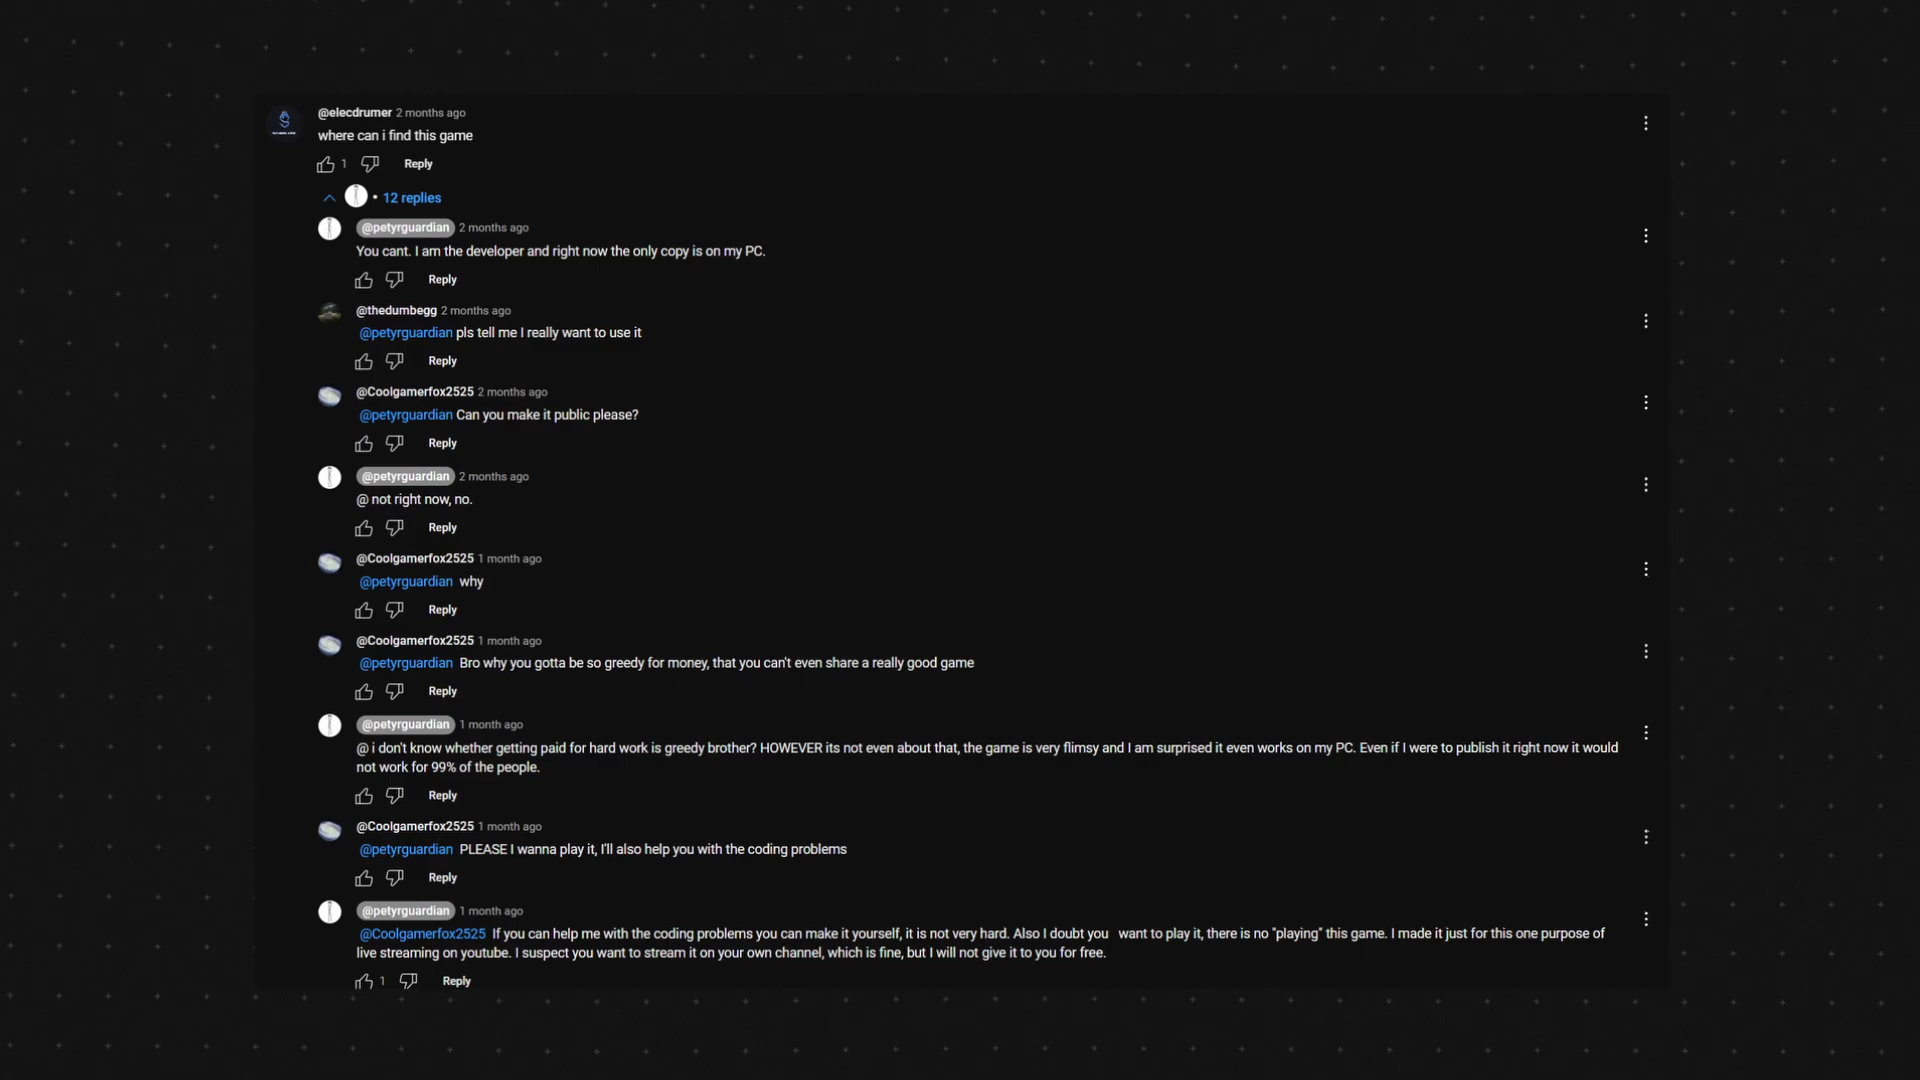 @elecdrumer 2 months ago
where can i find this game
1 Reply
• 12 replies
@petyrguardian 2 months ago
You cant. I am the developer and right now the only copy is on my PC.
Reply
@thedumbegg 2 months ago
@petyrguardian pls tell me I really want to use it
Reply
@Coolgamerfox2525 2 months ago
@petyrguardian Can you make it public please?
Reply
@petyrguardian 2 months ago
@ not right now, no.
Reply
@Coolgamerfox2525 1 month ago
@petyrguardian why
Reply
@Coolgamerfox2525 1 month ago
@petyrguardian Bro why you gotta be so greedy for money, that you can't even share a really good game
Reply
@petyrguardian 1 month ago
@ i don't know whether getting paid for hard work is greedy brother? HOWEVER its not even about that, the game is very flimsy and I am surprised it even works on my PC. Even if I were to publish it right now it would
not work for 99% of the people.
Reply
@Coolgamerfox2525 1 month ago
@petyrguardian PLEASE I wanna play it, I'll also help you with the coding problems
Reply
@petyrguardian 1 month ago
@Coolgamerfox2525 If you can help me with the coding problems you can make it yourself, it is not very hard. Also I doubt you want to play it, there is no "playing" this game. I made it just for this one purpose of
live streaming on youtube. I suspect you want to stream it on your own channel, which is fine, but I will not give it to you for free.
1 Reply